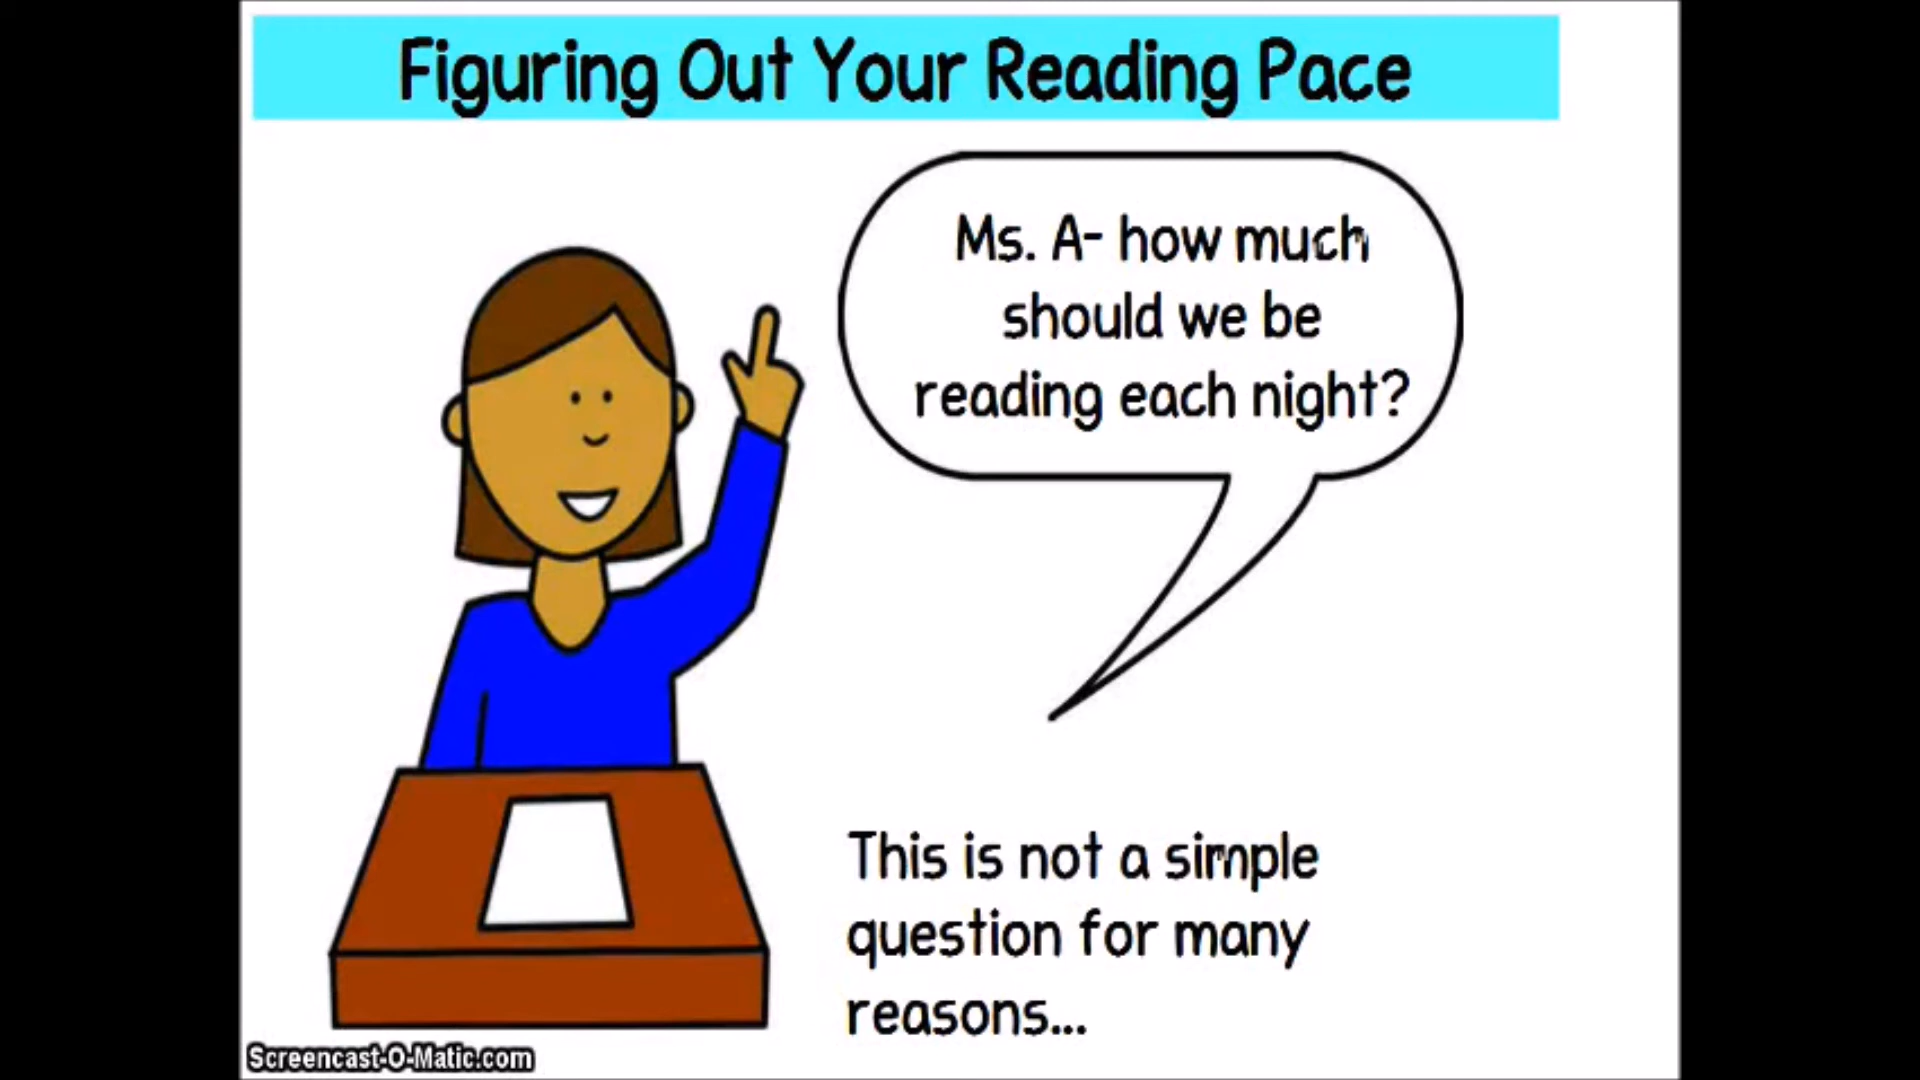 Figuring Out Your Reading Pace
Ms. A- how much
should we be
reading each night?
This is not a simple
question for many
reasons...
Screencast-O-Matic.com